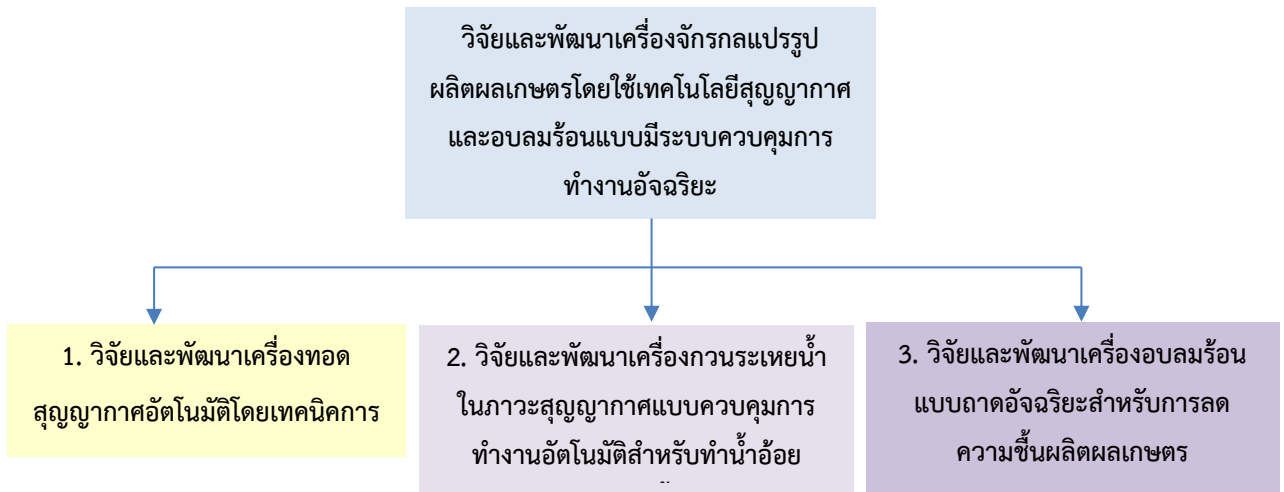 วิจัยและพัฒนาเครื่องจักรกลแปรรูป
ผลิตผลเกษตรโดยใช้เทคโนโลยีสุญญากาศ
และอบลมร้อนแบบมีระบบควบคุมการ
ทำงานอัจฉริยะ
1. วิจัยและพัฒนาเครื่องทอด
สุญญากาศอัตโนมัติโดยเทคนิคการ
2. วิจัยและพัฒนาเครื่องกวนระเหยน้ำ
ในภาวะสุญญากาศแบบควบคุมการ
ทำงานอัตโนมัติสำหรับทำน้ำอ้อย
3. วิจัยและพัฒนาเครื่องอบลมร้อน
แบบถาดอัจฉริยะสำหรับการลด
ความชื้นผลิตผลเกษตร